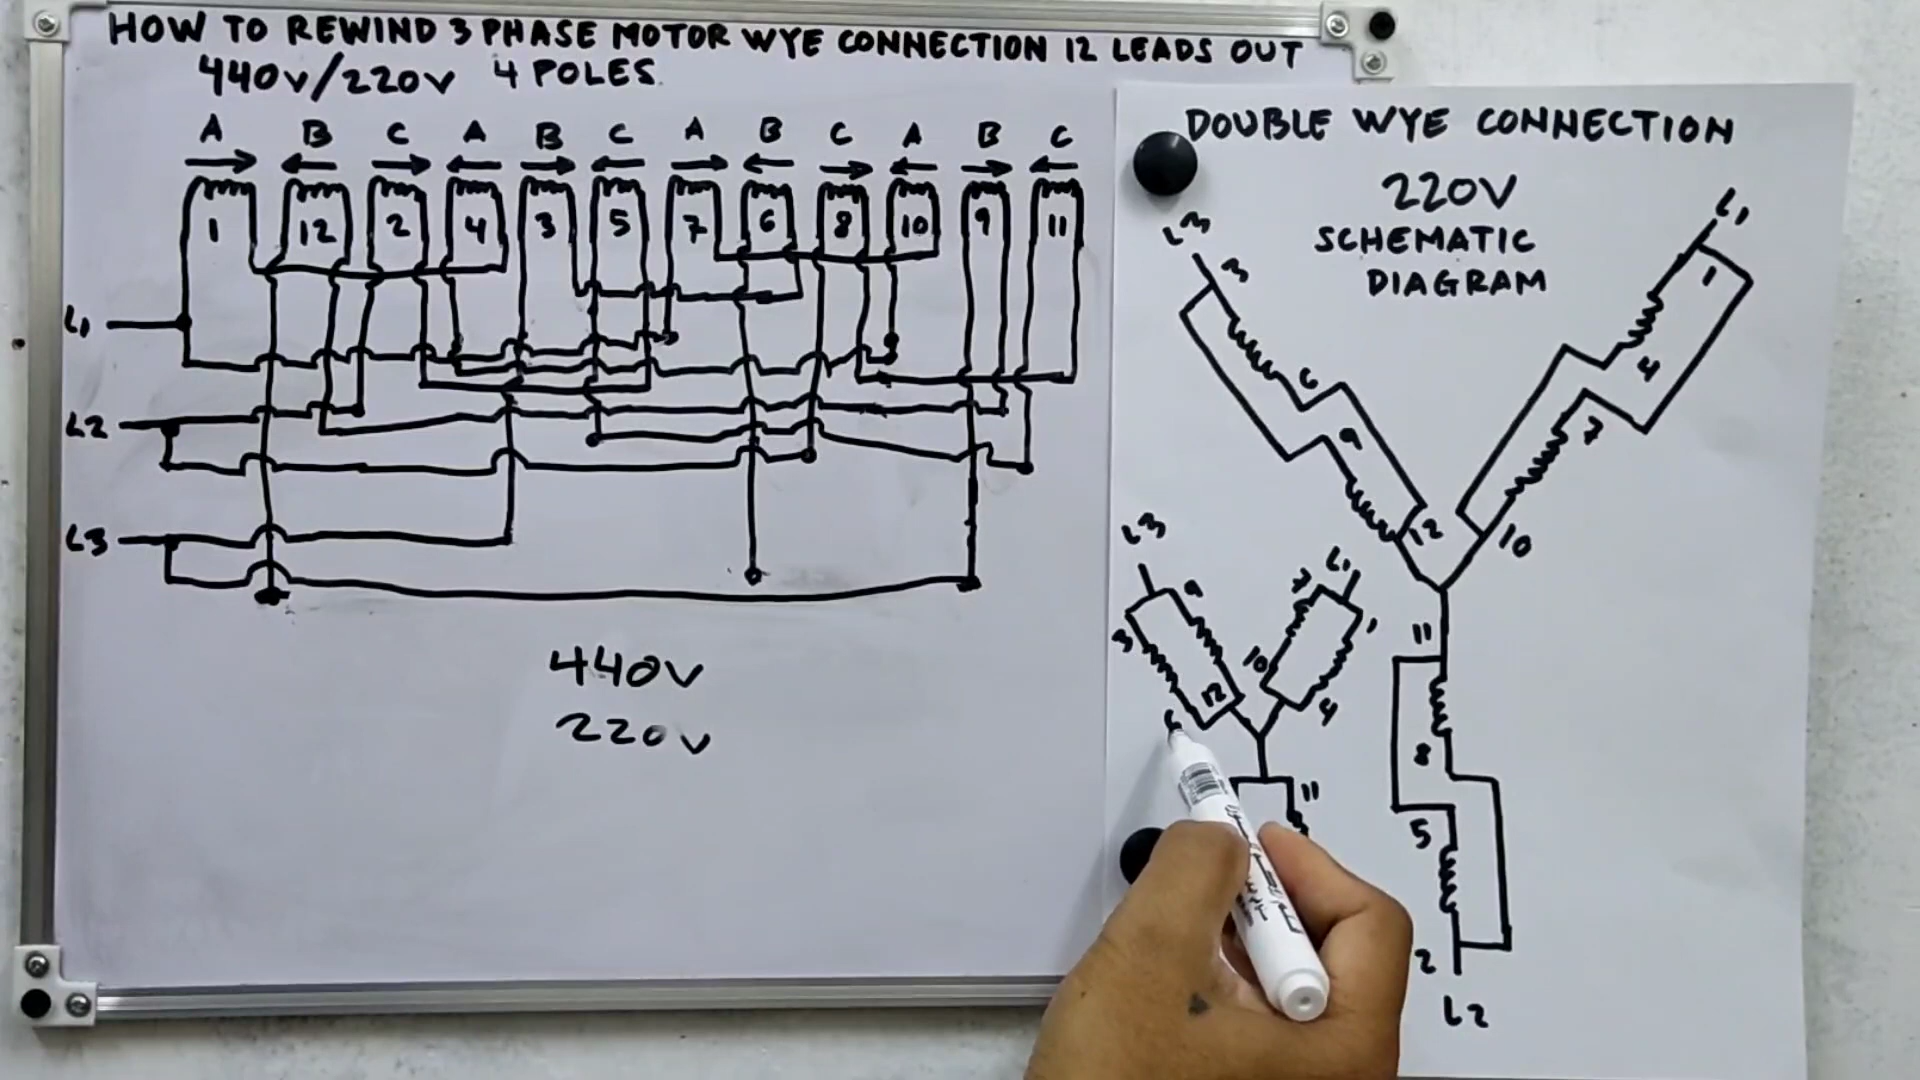 HOW TO REWIND 3 PHASE MOTOR WYE CONNECTION 12 LEADS OUT
440V/220V 4 POLES
A B C A B C A B C A B C
1 12 2 4 3 5 7 6 8 10 9 11
L1
L2
L3
440V
220V
DOUBLE WYE CONNECTION
220V
SCHEMATIC
DIAGRAM
L3
L1
3
1
6
4
9
7
12
10
11
8
5
2
L2
L3
L1
9
7
3
1
10
12
4
6
11